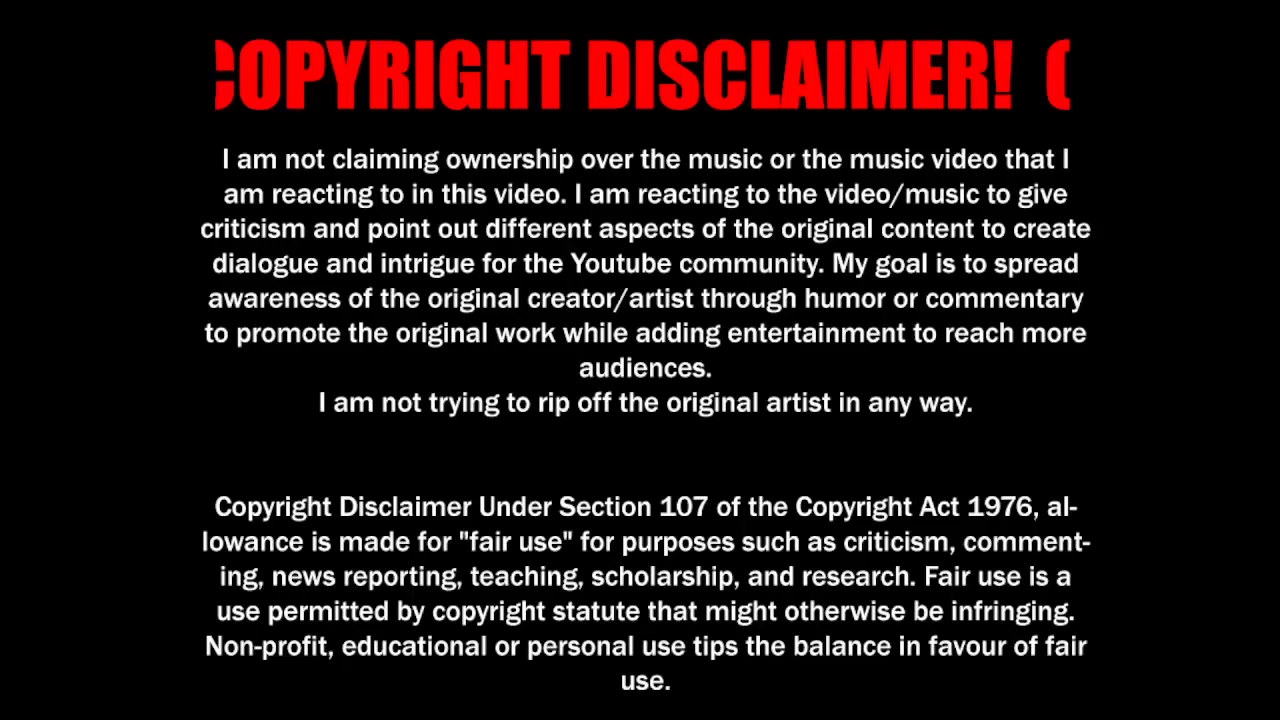 COPYRIGHT DISCLAIMER! (
I am not claiming ownership over the music or the music video that I
am reacting to in this video. I am reacting to the video/music to give
criticism and point out different aspects of the original content to create
dialogue and intrigue for the Youtube community. My goal is to spread
awareness of the original creator/artist through humor or commentary
to promote the original work while adding entertainment to reach more
audiences.
I am not trying to rip off the original artist in any way.
Copyright Disclaimer Under Section 107 of the Copyright Act 1976, al-
lowance is made for "fair use" for purposes such as criticism, comment-
ing, news reporting, teaching, scholarship, and research. Fair use is a
use permitted by copyright statute that might otherwise be infringing.
Non-profit, educational or personal use tips the balance in favour of fair
use.